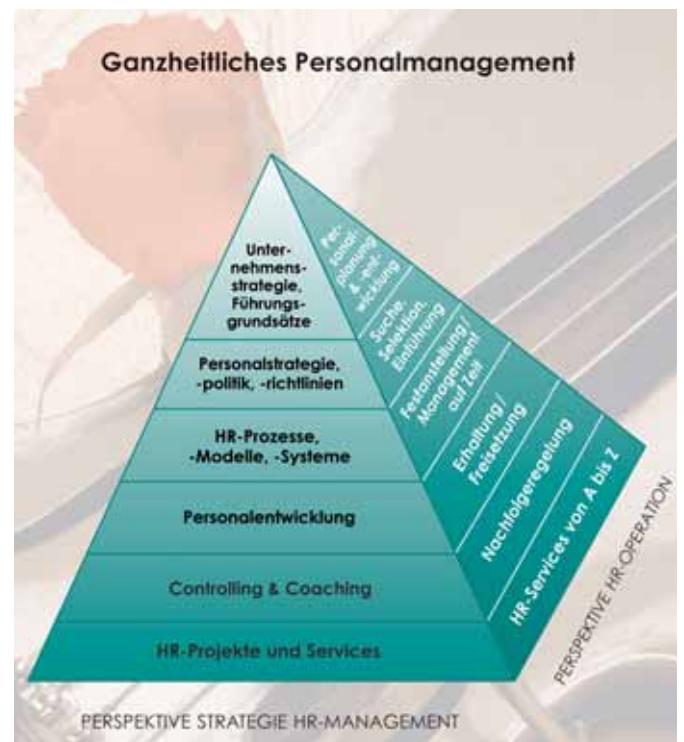 Ganzheitliches Personalmanagement
Unter-
nehmens-
strategie,
Führungs-
grundsätze
Personalstrategie,
-politik, -richtlinien
HR-Prozesse,
-Modelle, -Systeme
Personalentwicklung
Controlling & Coaching
HR-Projekte und Services
Per-
sonal-
planung
& -ent-
wicklung
Suche,
Selektion,
Einführung
Festanstellung/
Management
auf Zeit
Erhaltung/
Freisetzung
Nachfolgeregelung
HR-Services von A bis Z
PERSPEKTIVE HR-OPERATION
PERSPEKTIVE STRATEGIE HR-MANAGEMENT